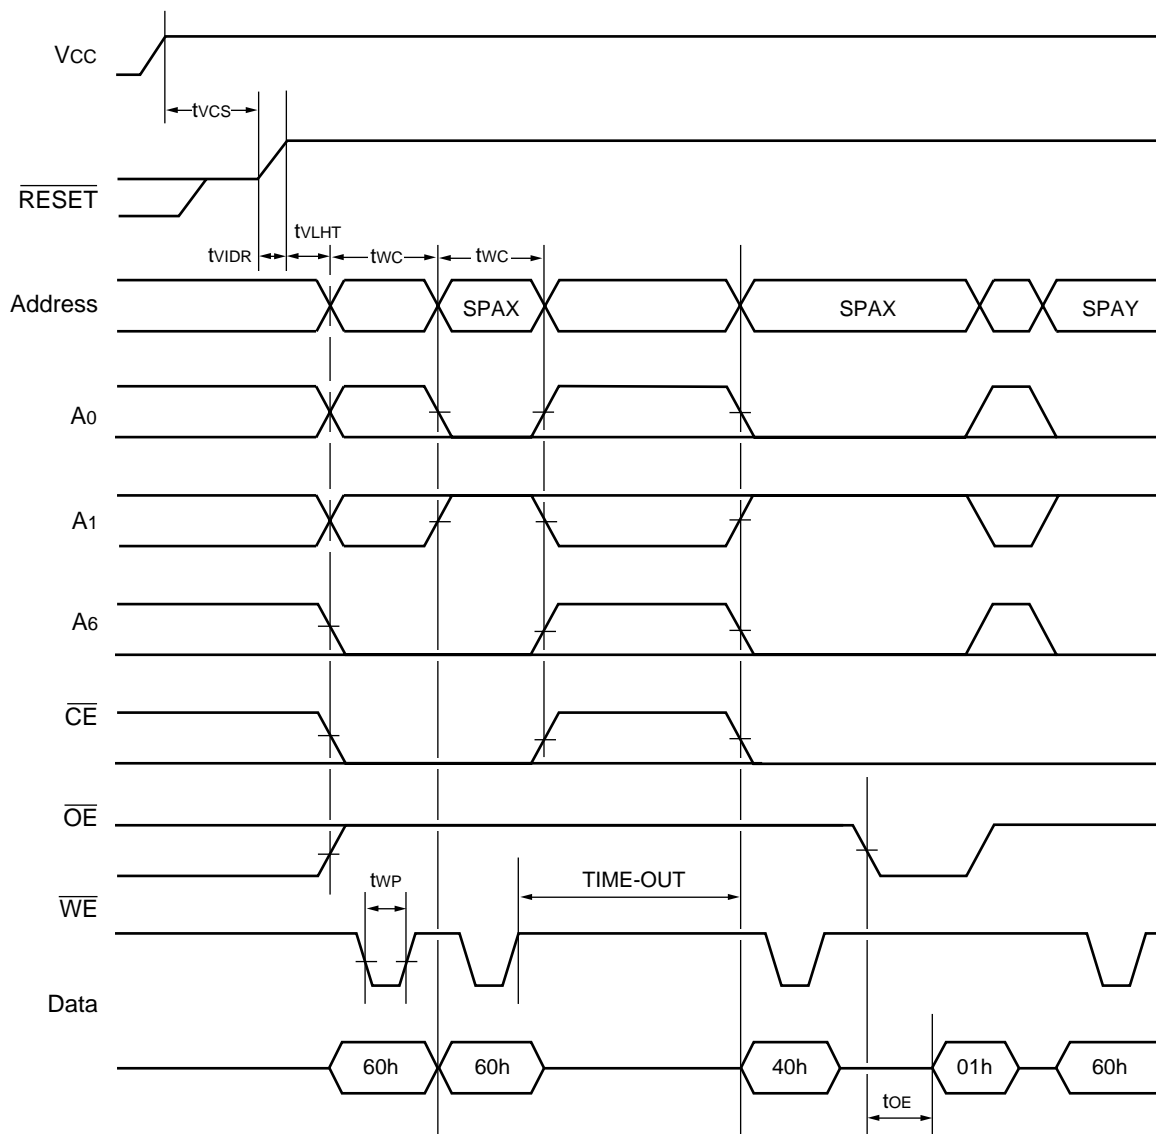 VCC
tVCS
RESET
tVLHT
tVIDR
tWC
tWC
Address
SPAX
SPAX
SPAY
A0
A1
A6
CE
OE
tWP
TIME-OUT
WE
Data
60h
60h
40h
01h
60h
tOE